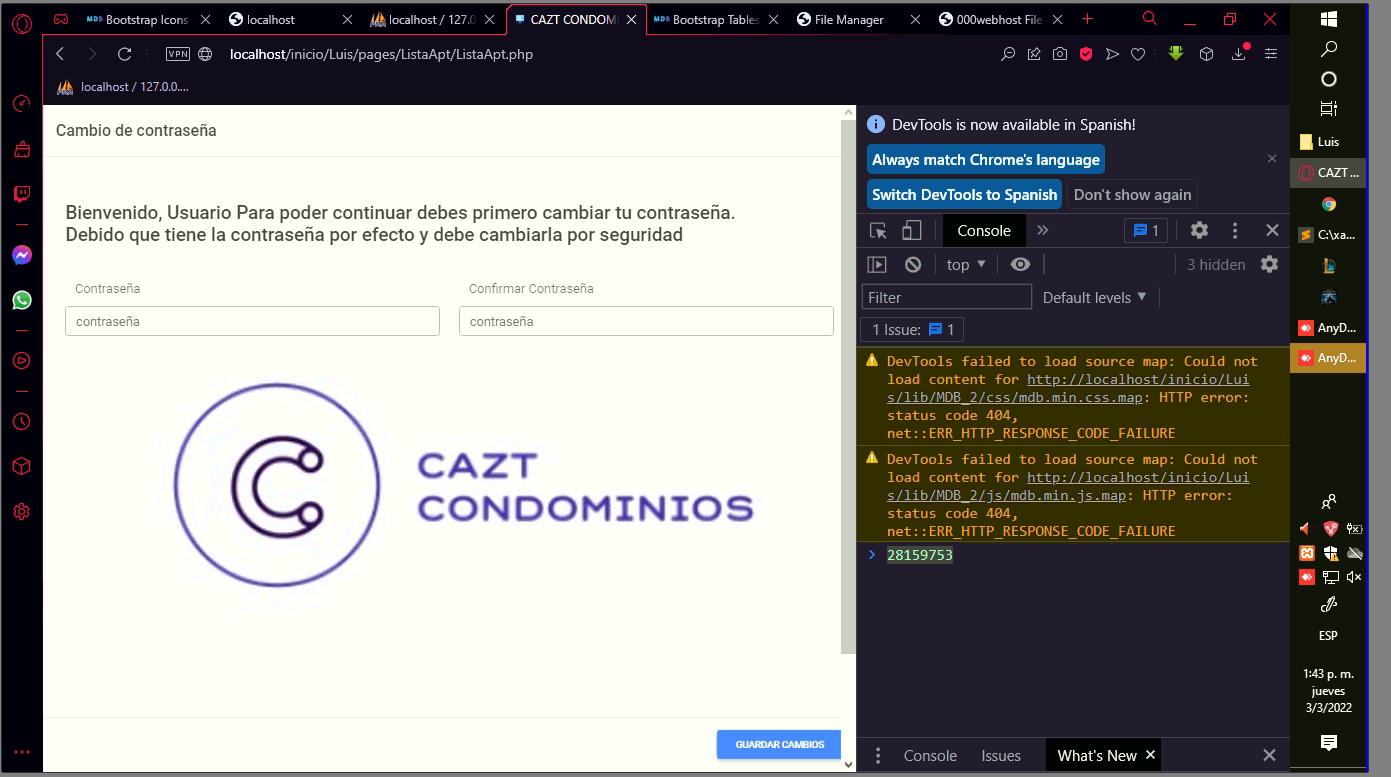 Bootstrap Icons
localhost
localhost / 127.0
CAZT CONDOMI
Bootstrap Tables
File Manager
000webhost File
VPN
localhost/inicio/Luis/pages/ListaApt/ListaApt.php
localhost / 127.0.0....
Cambio de contraseña
Bienvenido, Usuario Para poder continuar debes primero cambiar tu contraseña.
Debido que tiene la contraseña por efecto y debe cambiarla por seguridad
Contraseña
Confirmar Contraseña
contraseña
contraseña
CAZT
CONDOMINIOS
GUARDAR CAMBIOS
DevTools is now available in Spanish!
Always match Chrome's language
Switch DevTools to Spanish
Don't show again
Console
1
top
3 hidden
Filter
Default levels
1 Issue:
1
DevTools failed to load source map: Could not
load content for http://localhost/inicio/Lui
s/lib/MDB_2/css/mdb.min.css.map: HTTP error:
status code 404,
net::ERR_HTTP_RESPONSE_CODE_FAILURE
DevTools failed to load source map: Could not
load content for http://localhost/inicio/Lui
s/lib/MDB_2/js/mdb.min.js.map: HTTP error:
status code 404,
net::ERR_HTTP_RESPONSE_CODE_FAILURE
28159753
Console
Issues
What's New
Luis
CAZT ...
C:\xa...
AnyD...
AnyD...
ESP
1:43 p. m.
jueves
3/3/2022